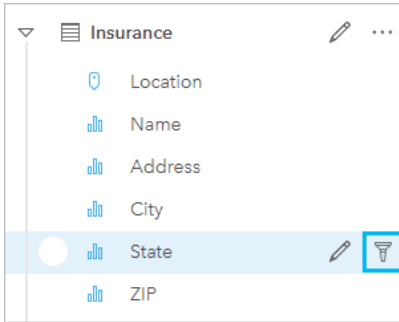 Insurance
Location
Name
Address
City
State
ZIP